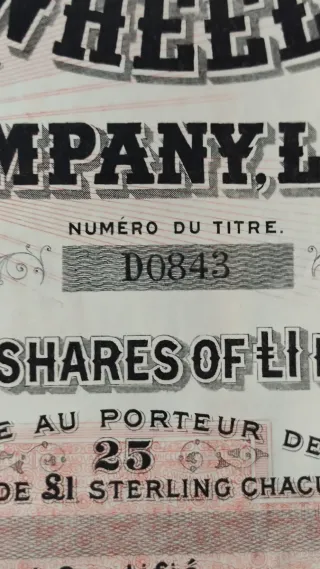 WHEEL
MPANY, L
NUMÉRO DU TITRE.
D0843
SHARES OF £1
E AU PORTEUR DE
25
DE £1 STERLING CHACU